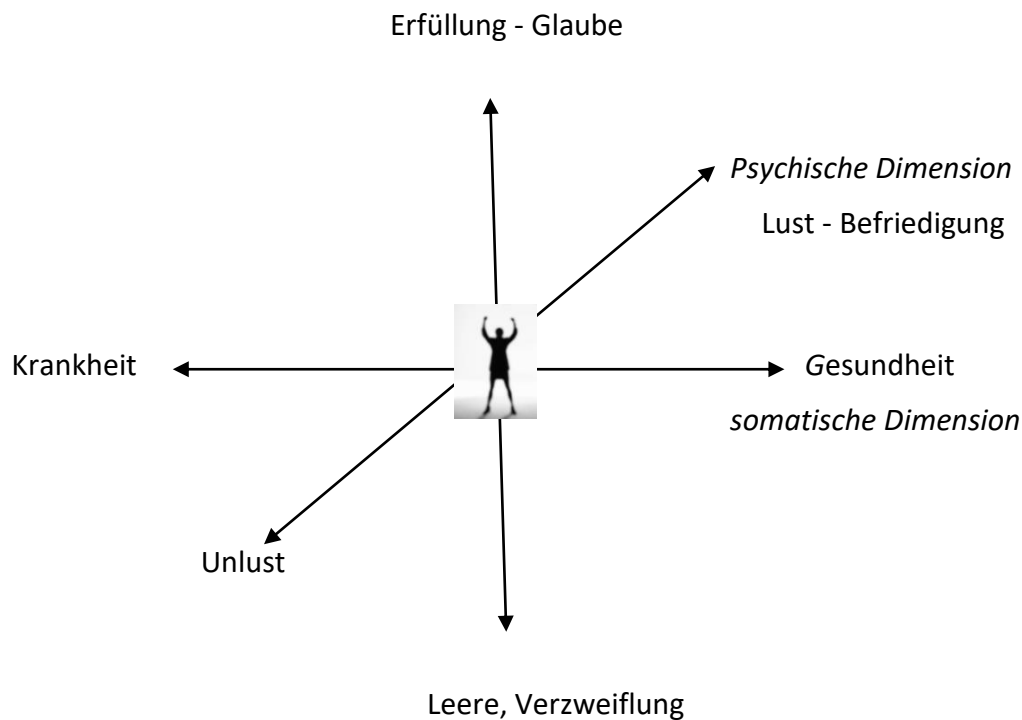 Erfüllung - Glaube
Psychische Dimension
Lust - Befriedigung
Krankheit
Gesundheit
somatische Dimension
Unlust
Leere, Verzweiflung